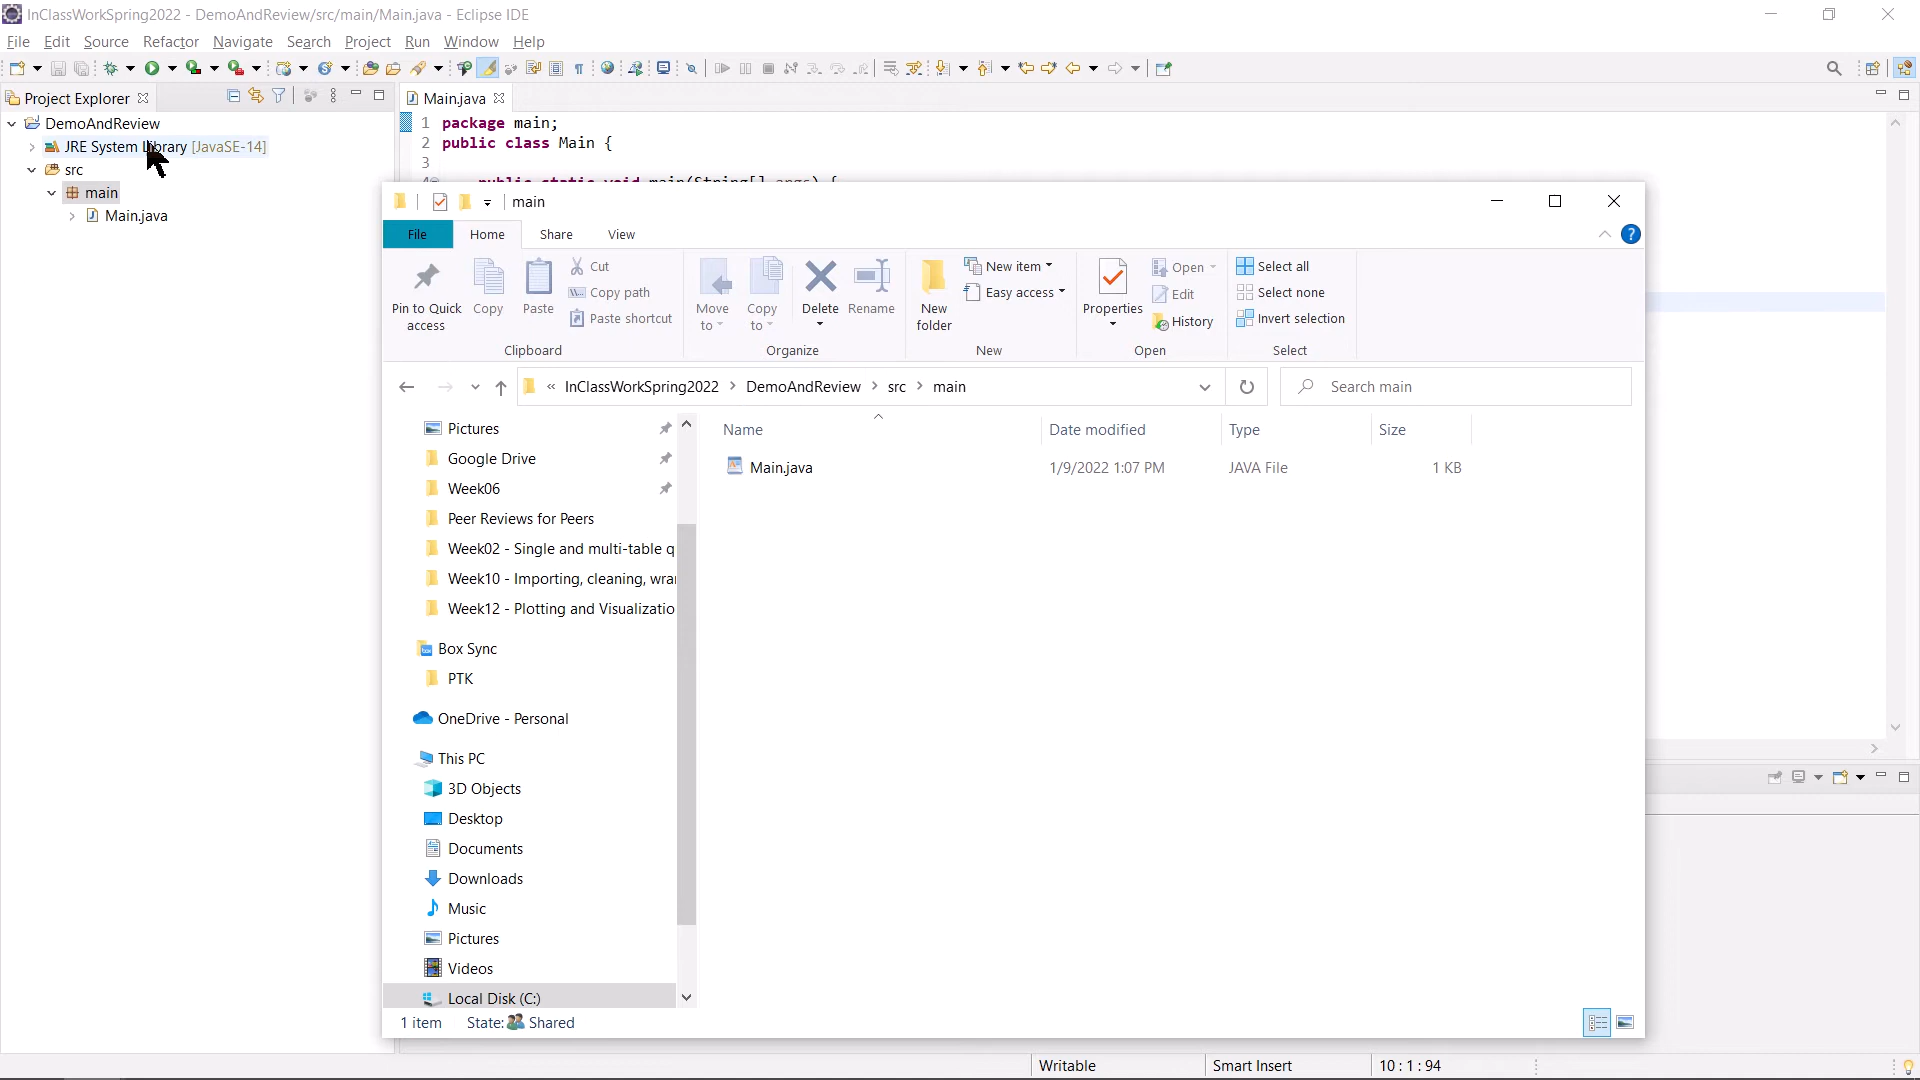 InClassWorkSpring2022 - DemoAndReview/src/main/Main.java - Eclipse IDE
File Edit Source Refactor Navigate Search Project Run Window Help
Project Explorer
DemoAndReview
JRE System Library [JavaSE-14]
src
main
Main.java
Main.java
1 package main;
2 public class Main {
3
4 public static void main(String[] args) {
main
File Home Share View
Pin to Quick access
Copy
Paste
Cut
Copy path
Paste shortcut
Clipboard
Move to
Copy to
Delete
Rename
Organize
New folder
New item
Easy access
New
Properties
Open
Edit
History
Open
Select all
Select none
Invert selection
Select
« InClassWorkSpring2022 > DemoAndReview > src > main
Search main
Name Date modified Type Size
Main.java 1/9/2022 1:07 PM JAVA File 1 KB
Pictures
Google Drive
Week06
Peer Reviews for Peers
Week02 - Single and multi-table q
Week10 - Importing, cleaning, wra
Week12 - Plotting and Visualizatio
Box Sync
PTK
OneDrive - Personal
This PC
3D Objects
Desktop
Documents
Downloads
Music
Pictures
Videos
Local Disk (C:)
1 item State: Shared
Writable Smart Insert 10 : 1 : 94